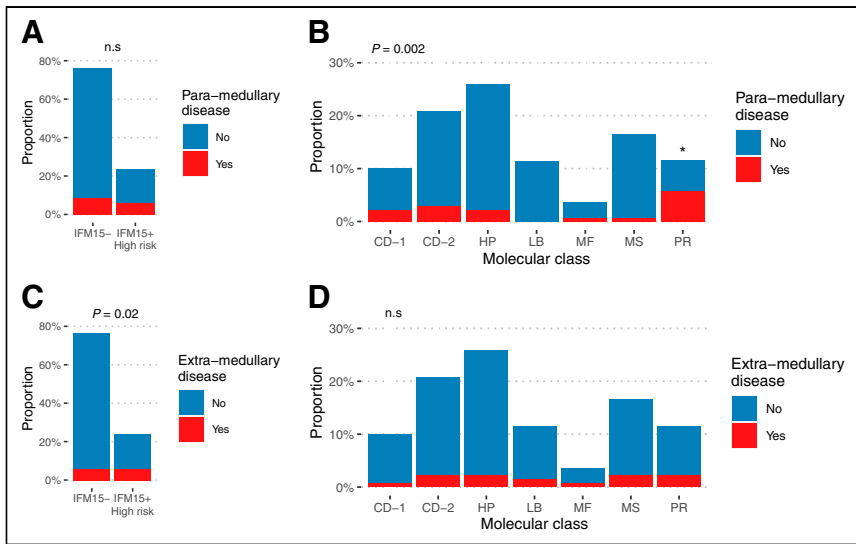 A
n.s
80%
60%
40%
20%
0%
Proportion
IFM15−
IFM15+
High risk
Para−medullary
disease
No
Yes
B
P = 0.002
30%
20%
10%
0%
Proportion
*
CD−1
CD−2
HP
LB
MF
MS
PR
Molecular class
Para−medullary
disease
No
Yes
C
P = 0.02
80%
60%
40%
20%
0%
Proportion
IFM15−
IFM15+
High risk
Extra−medullary
disease
No
Yes
D
n.s
30%
20%
10%
0%
Proportion
CD−1
CD−2
HP
LB
MF
MS
PR
Molecular class
Extra−medullary
disease
No
Yes